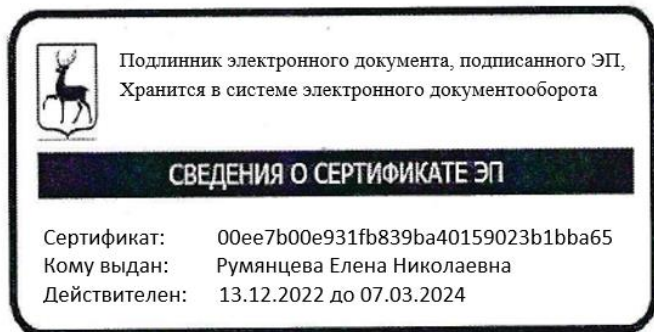 Подлинник электронного документа, подписанного ЭП,
Хранится в системе электронного документооборота
СВЕДЕНИЯ О СЕРТИФИКАТЕ ЭП
Сертификат: 00ee7b00e931fb839ba40159023b1bba65
Кому выдан: Румянцева Елена Николаевна
Действителен: 13.12.2022 до 07.03.2024